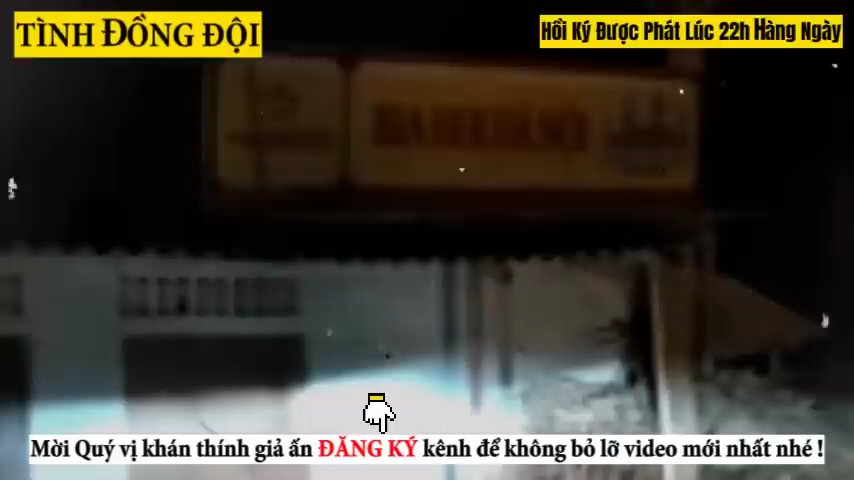 TÌNH ĐỒNG ĐỘI
Hồi Ký Được Phát Lúc 22h Hàng Ngày
Mời Quý vị khán thính giả ấn ĐĂNG KÝ kênh để không bỏ lỡ video mới nhất nhé !